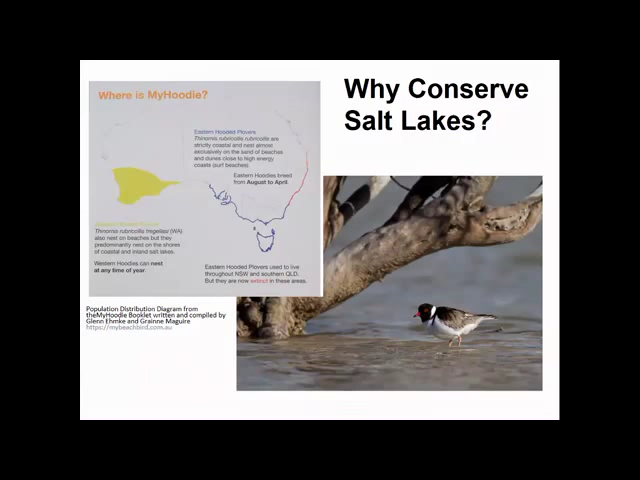 Why Conserve
Salt Lakes?
Where is MyHoodie?
Eastern Hooded Plovers
Thinornis rubricollis rubricollis are
strictly coastal and nest almost
exclusively on the sand of beaches
and dunes close to high energy
coasts (surf beaches)
Eastern Hoodies breed
from August to April.
Thinornis rubricollis tregellasi (WA)
also nest on beaches but they
predominantly nest on the shores
of coastal and inland salt lakes.
Western Hoodies can nest
at any time of year.
Eastern Hooded Plovers used to live
throughout NSW and southern QLD.
But they are now extinct in these areas.
Population Distribution Diagram from
theMyHoodie Booklet written and compiled by
Glenn Ehmke and Grainne Maguire
https://mybeachbird.com.au